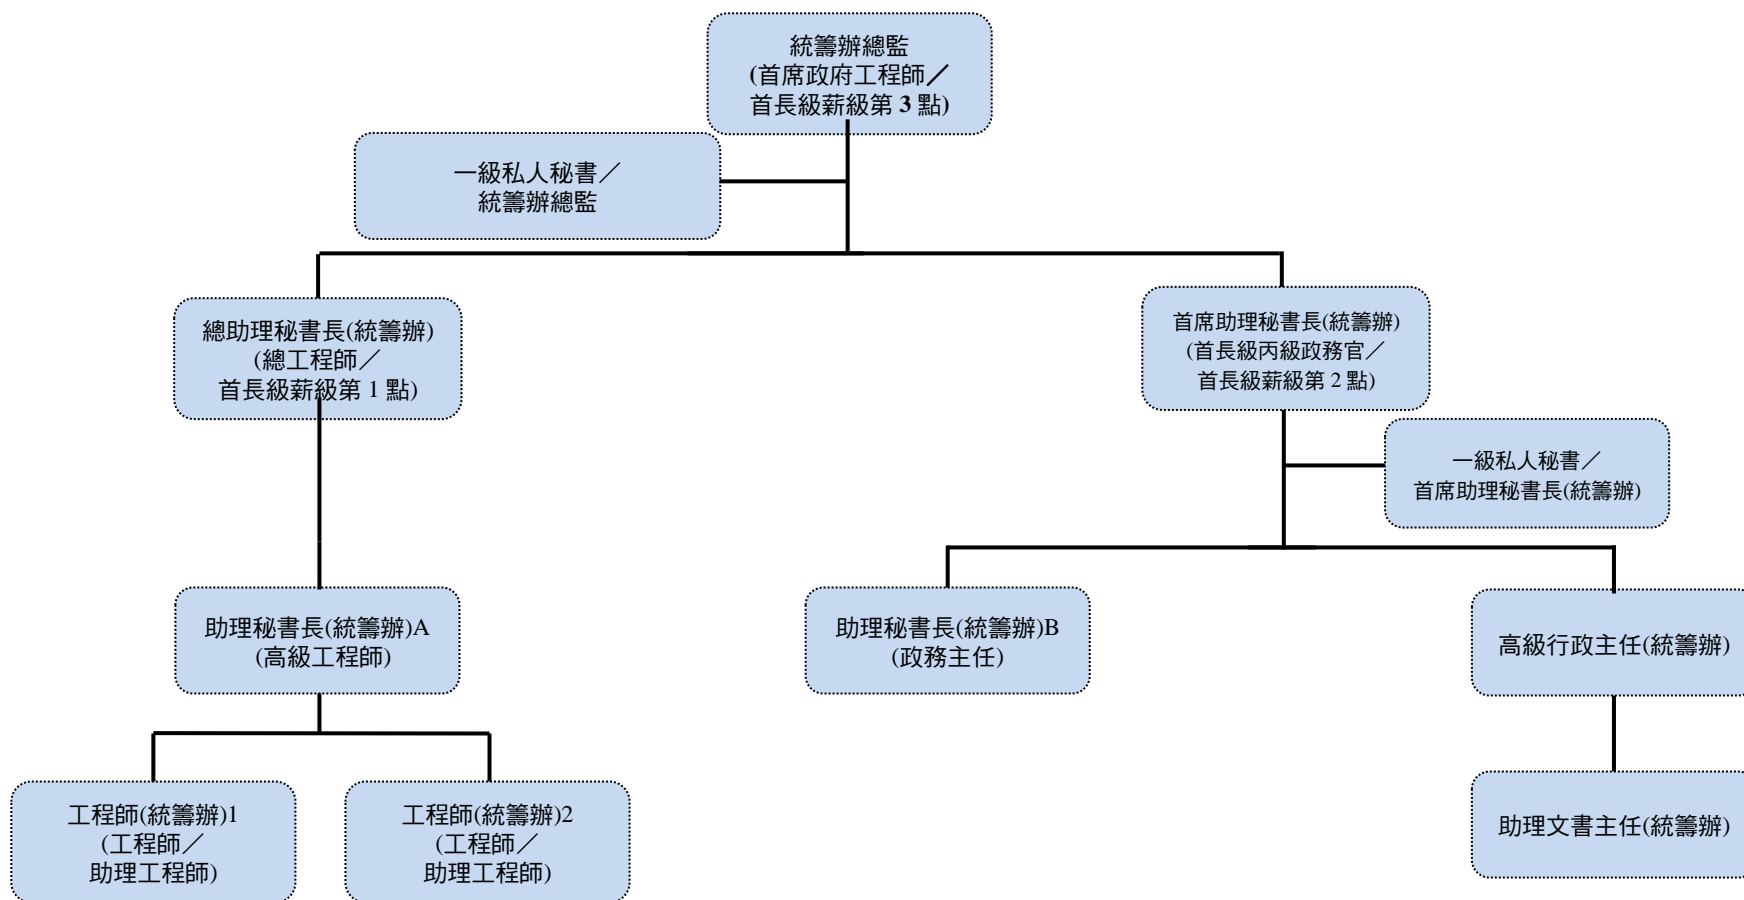 統籌辦總監
(首席政府工程師／
首長級薪級第 3 點)
一級私人秘書／
統籌辦總監
總助理秘書長(統籌辦)
(總工程師／
首長級薪級第 1 點)
首席助理秘書長(統籌辦)
(首長級丙級政務官／
首長級薪級第 2 點)
一級私人秘書／
首席助理秘書長(統籌辦)
助理秘書長(統籌辦)A
(高級工程師)
助理秘書長(統籌辦)B
(政務主任)
高級行政主任(統籌辦)
工程師(統籌辦)1
(工程師／
助理工程師)
工程師(統籌辦)2
(工程師／
助理工程師)
助理文書主任(統籌辦)